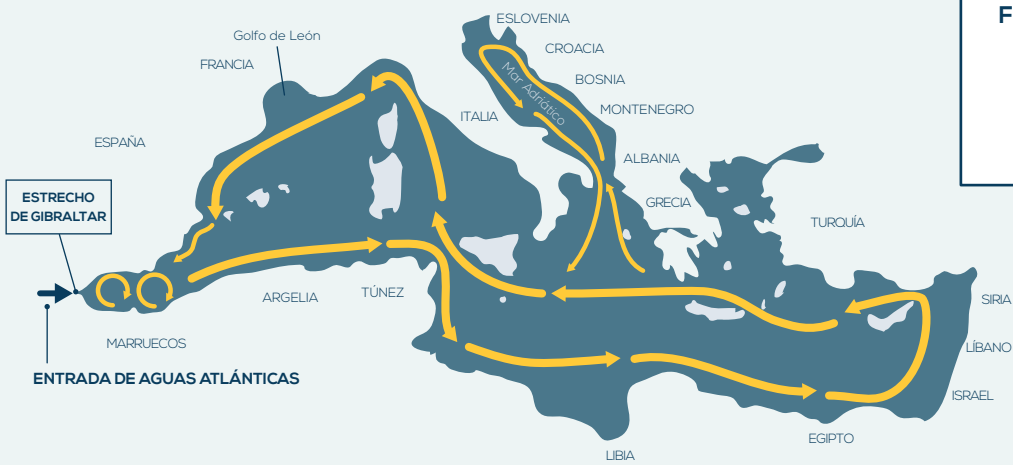 ESLOVENIA
F
Golfo de León
CROACIA
FRANCIA
BOSNIA
Mar Adriático
MONTENEGRO
ITALIA
ESPAÑA
ALBANIA
ESTRECHO
DE GIBRALTAR
GRECIA
TURQUÍA
ARGELIA
TÚNEZ
SIRIA
MARRUECOS
LÍBANO
ENTRADA DE AGUAS ATLÁNTICAS
ISRAEL
EGIPTO
LIBIA